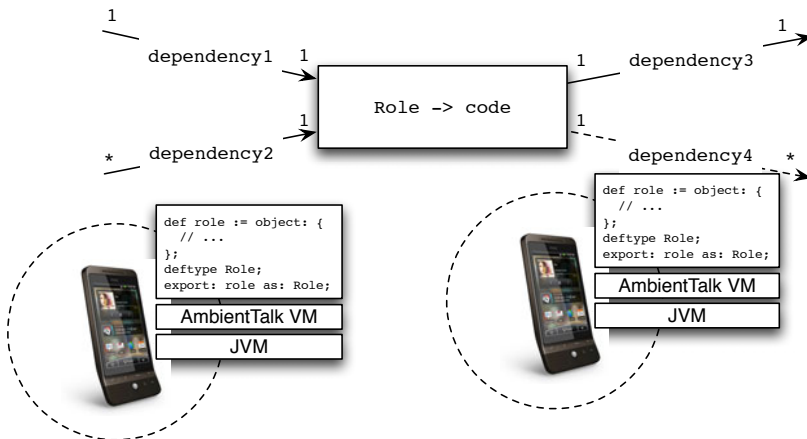 1
dependency1
1
1
dependency3
1
Role -> code
*
dependency2
1
1
dependency4
*
def role := object: {
// ...
};
deftype Role;
export: role as: Role;
AmbientTalk VM
JVM
def role := object: {
// ...
};
deftype Role;
export: role as: Role;
AmbientTalk VM
JVM